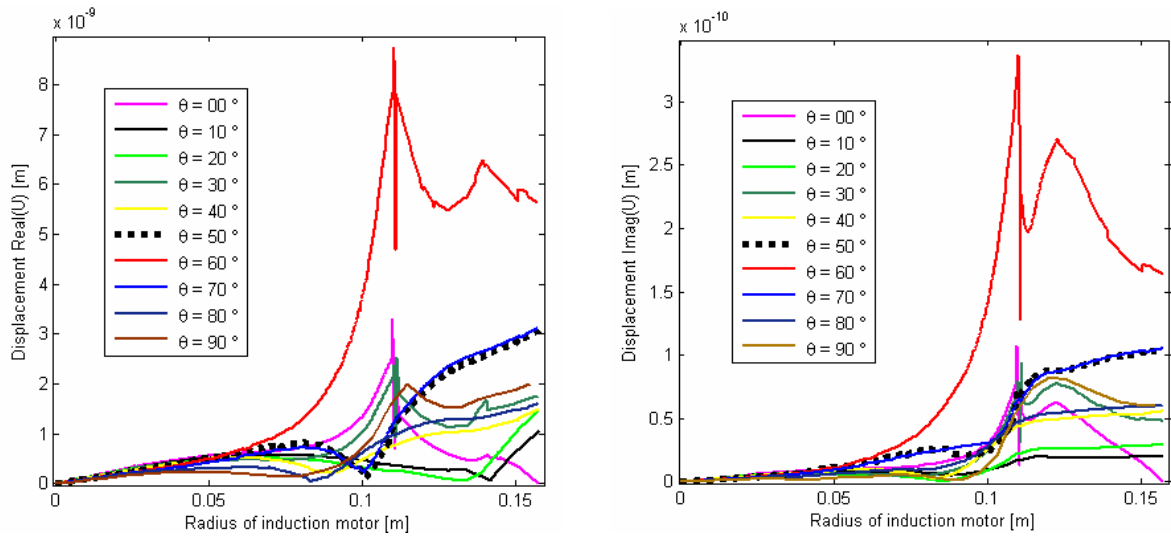 x 10⁻⁹
8
7
6
5
4
3
2
1
0
Displacement Real(U) [m]
θ = 00 °
θ = 10 °
θ = 20 °
θ = 30 °
θ = 40 °
θ = 50 °
θ = 60 °
θ = 70 °
θ = 80 °
θ = 90 °
0
0.05
0.1
0.15
Radius of induction motor [m]
x 10⁻¹⁰
3
2.5
2
1.5
1
0.5
0
Displacement Imag(U) [m]
θ = 00 °
θ = 10 °
θ = 20 °
θ = 30 °
θ = 40 °
θ = 50 °
θ = 60 °
θ = 70 °
θ = 80 °
θ = 90 °
0
0.05
0.1
0.15
Radius of induction motor [m]